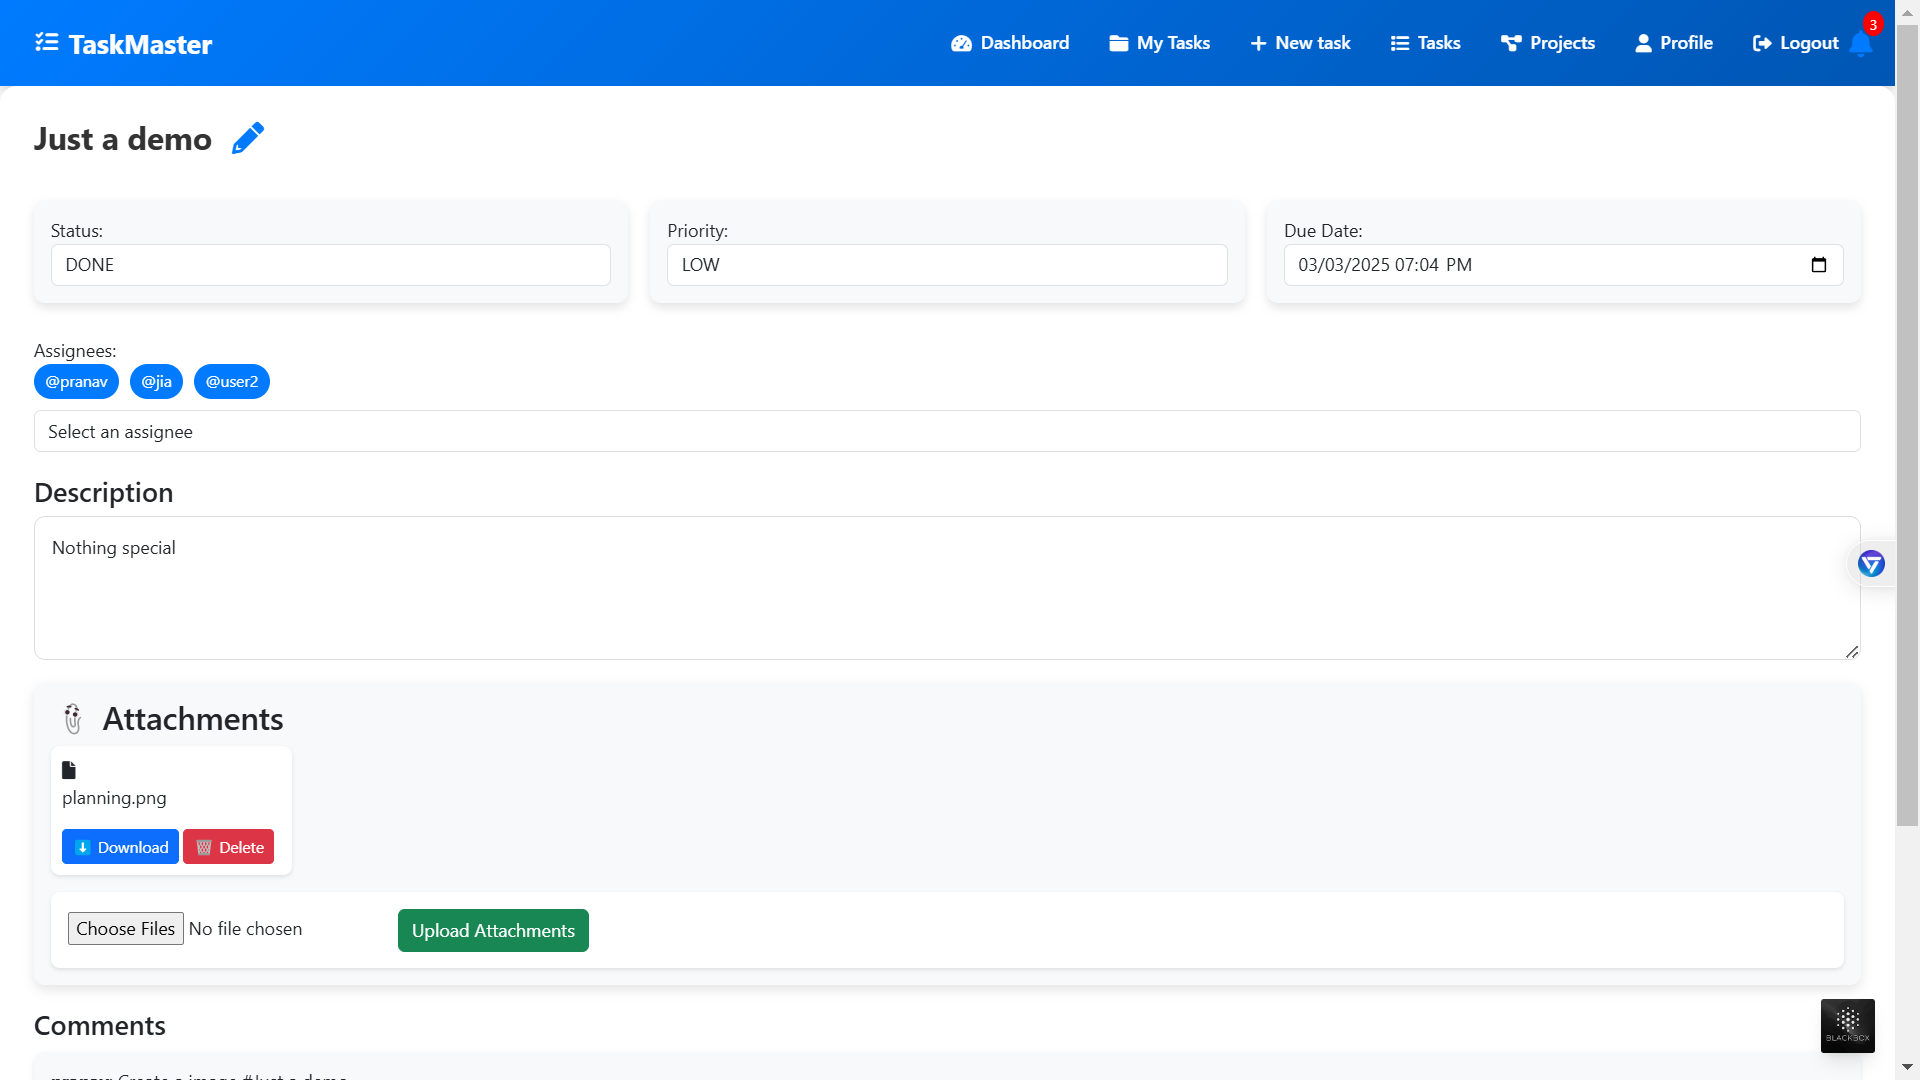 TaskMaster
Dashboard My Tasks New task Tasks Projects Profile Logout 3
Just a demo
Status: Priority: Due Date:
DONE LOW 03/03/2025 07:04 PM
Assignees:
@pranav @jia @user2
Select an assignee
Description
Nothing special
Attachments
planning.png
Download Delete
Choose Files No file chosen Upload Attachments
Comments
BLACKBOX